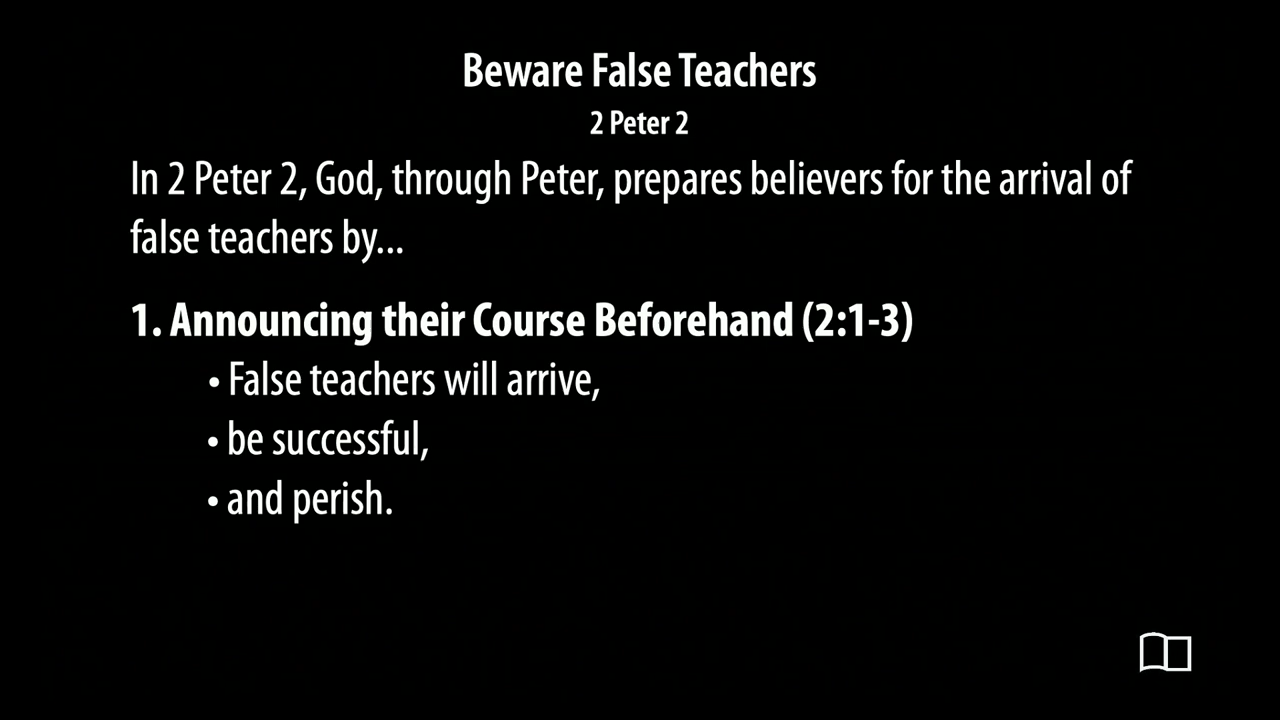 Beware False Teachers
2 Peter 2
In 2 Peter 2, God, through Peter, prepares believers for the arrival of
false teachers by...
1. Announcing their Course Beforehand (2:1-3)
• False teachers will arrive,
• be successful,
• and perish.